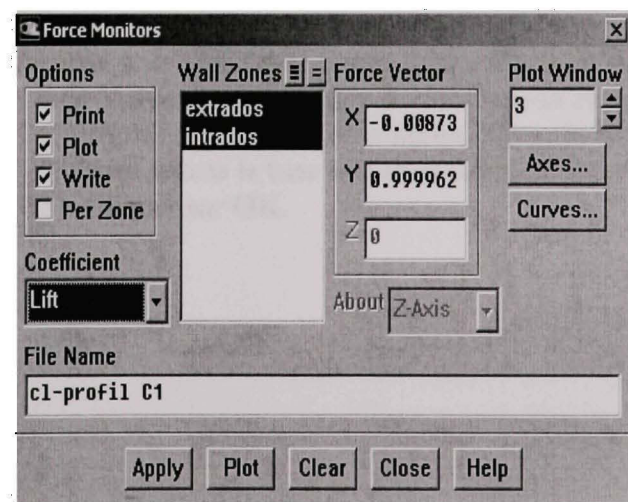 Force Monitors
Options
Print
Plot
Write
Per Zone
Coefficient
Lift
Wall Zones
extrados
intrados
Force Vector
X -0.00873
Y 0.999962
Z 0
About Z-Axis
Plot Window
3
Axes...
Curves...
File Name
cl-profil C1
Apply Plot Clear Close Help